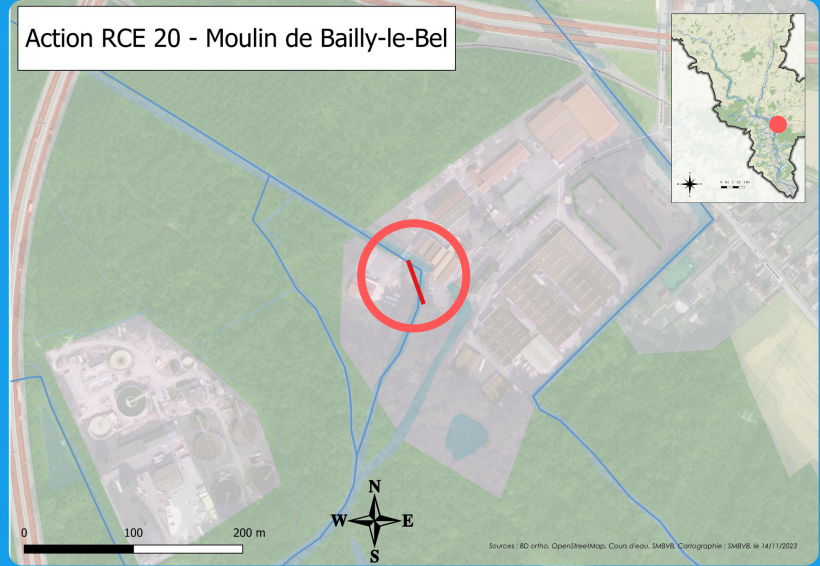 Action RCE 20 - Moulin de Bailly-le-Bel
N
W E
S
0 100 200 m
Sources : BD ortho, OpenStreetMap, Cours d'eau, SMBVB, Cartographie : SMBVB, le 14/11/2023